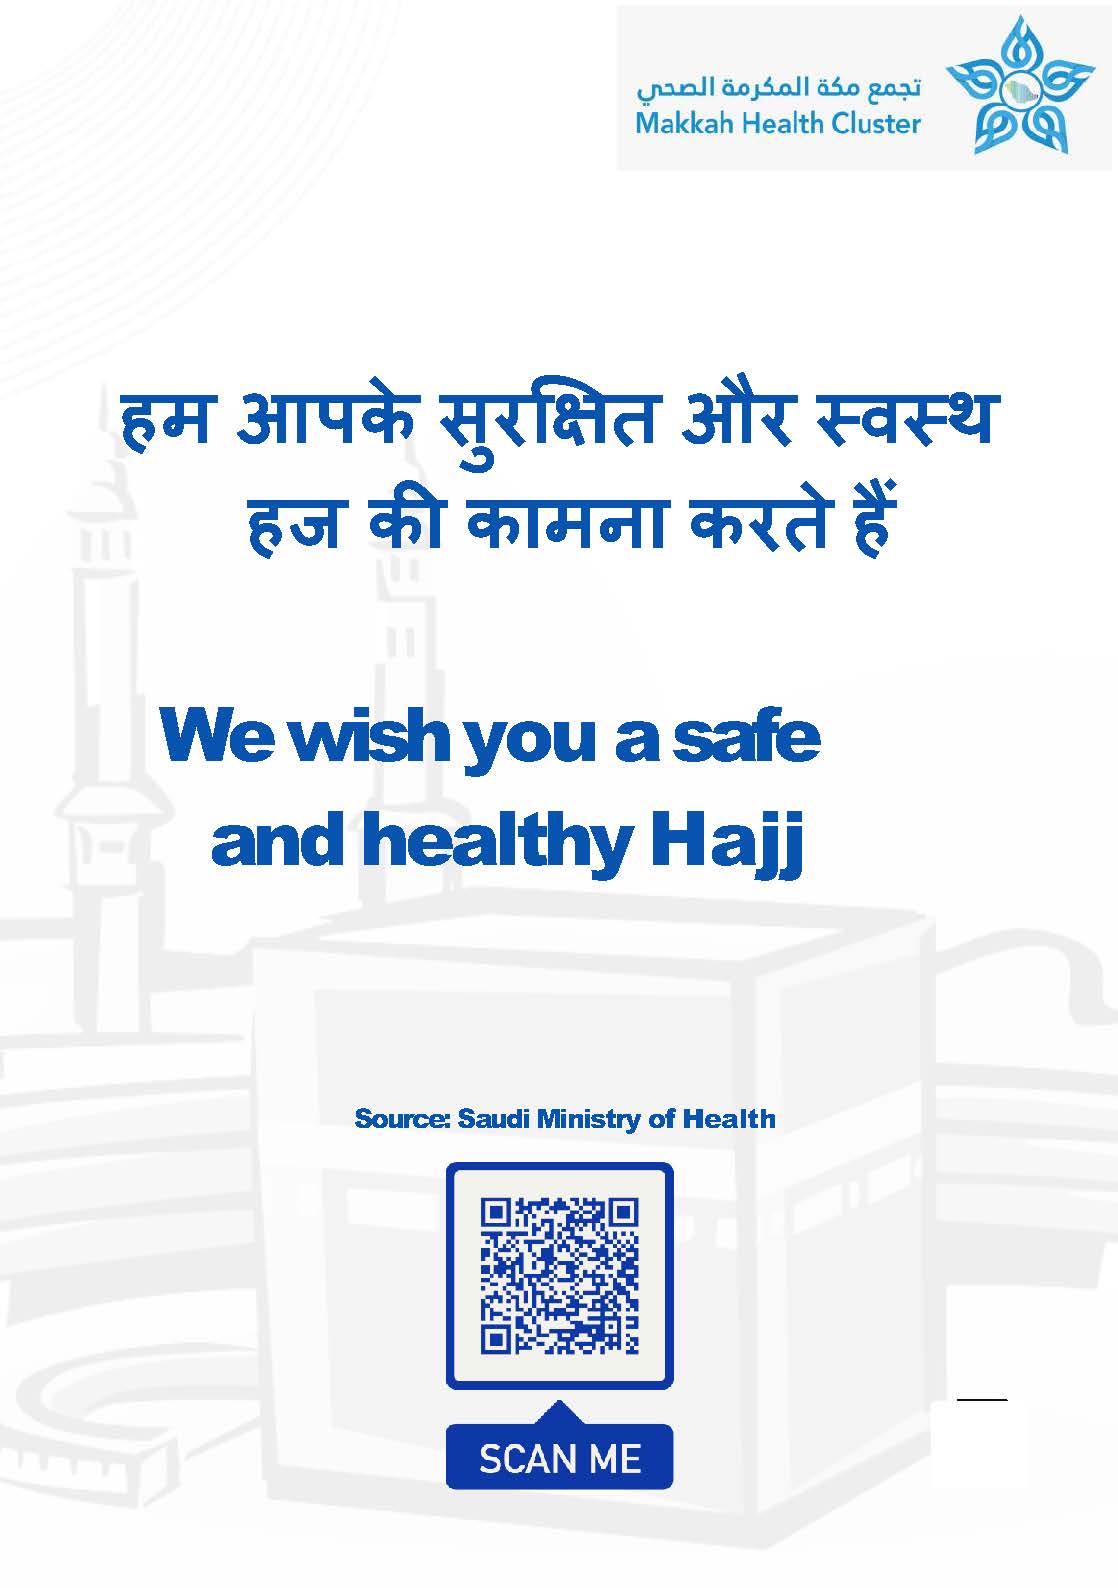 تجمع مكة المكرمة الصحي
Makkah Health Cluster
हम आपके सुरक्षित और स्वस्थ
हज की कामना करते हैं
We wish you a safe
and healthy Hajj
Source: Saudi Ministry of Health
SCAN ME